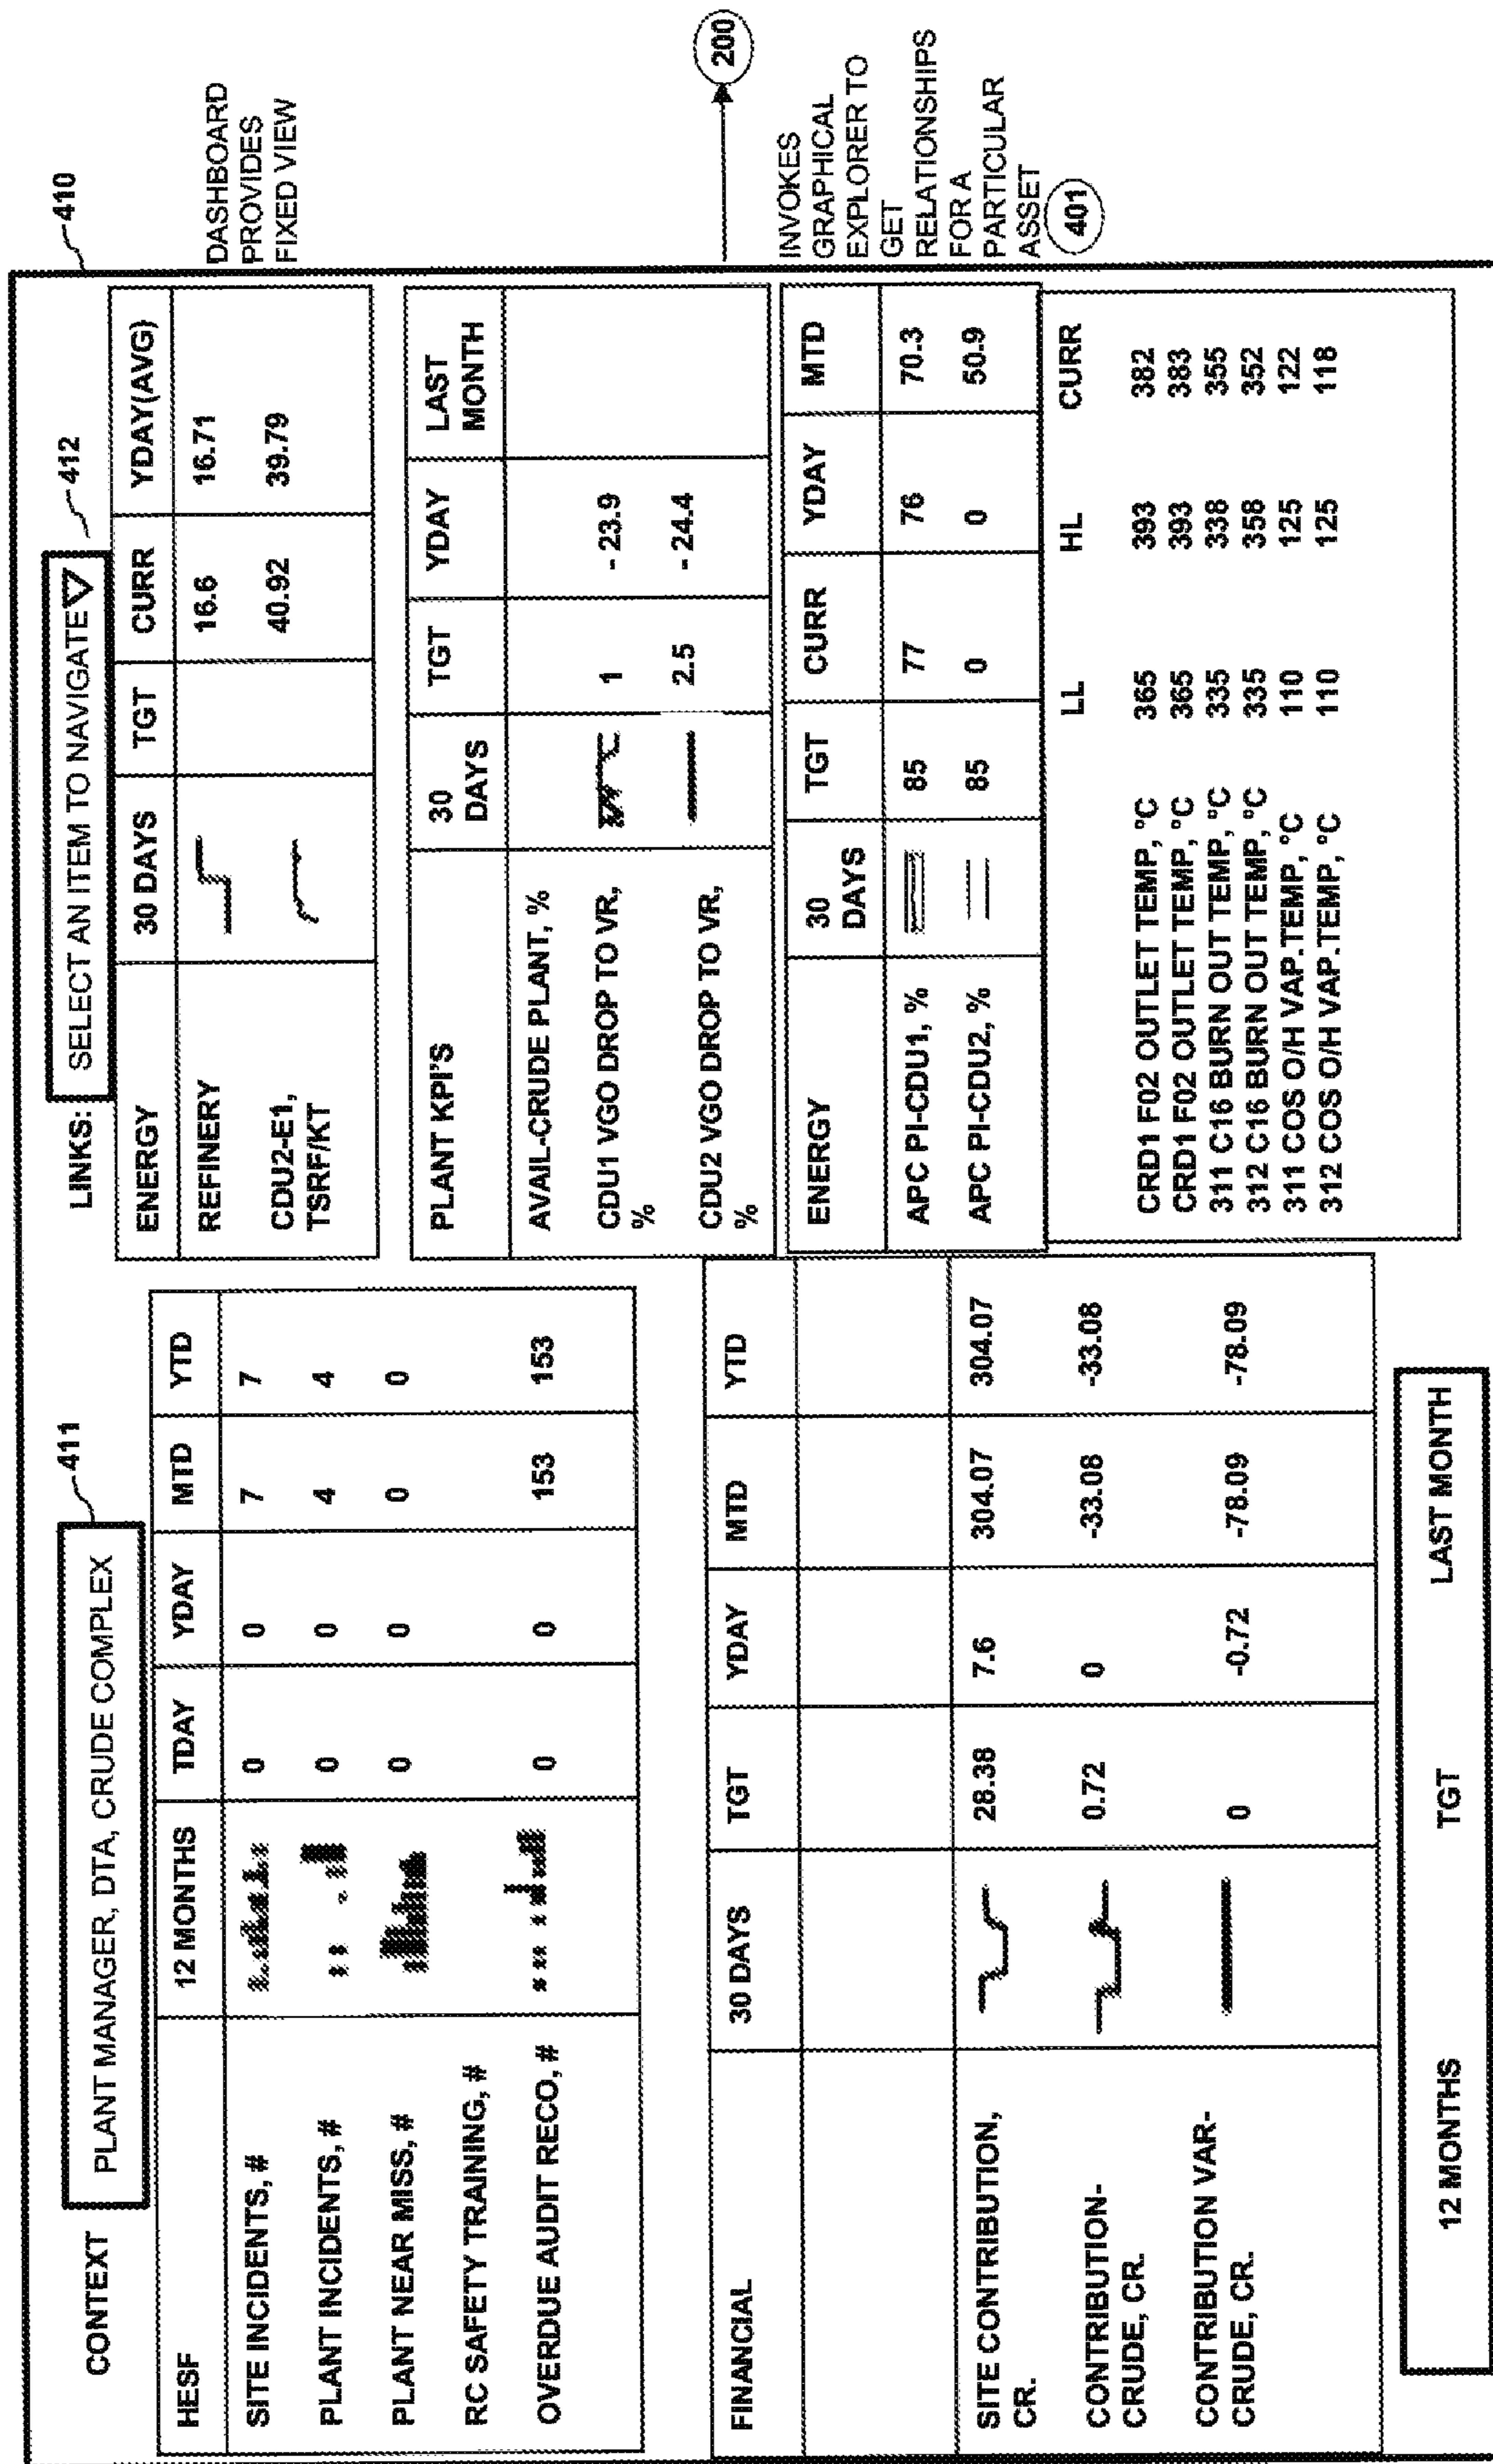 CONTEXT PLANT MANAGER, DTA, CRUDE COMPLEX 411
HESF 12 MONTHS TDAY YDAY MTD YTD
SITE INCIDENTS, # 0 0 7 7
PLANT INCIDENTS, # 0 0 4 4
PLANT NEAR MISS, # 0 0 0 0
RC SAFETY TRAINING, #
OVERDUE AUDIT RECO, # 0 0 153 153
FINANCIAL 30 DAYS TGT YDAY MTD YTD
SITE CONTRIBUTION, 28.38 7.6 304.07 304.07
CR.
CONTRIBUTION- 0.72 0 -33.08 -33.08
CRUDE, CR.
CONTRIBUTION VAR- 0 -0.72 -78.09 -78.09
CRUDE, CR.
12 MONTHS TGT LAST MONTH
LINKS: SELECT AN ITEM TO NAVIGATE 412
410
ENERGY 30 DAYS TGT CURR YDAY(AVG)
REFINERY 16.6 16.71
CDU2-E1, 40.92 39.79
TSRF/KT
PLANT KPI'S 30 TGT YDAY LAST
DAYS MONTH
AVAIL-CRUDE PLANT, %
CDU1 VGO DROP TO VR, 1 - 23.9
%
CDU2 VGO DROP TO VR, 2.5 - 24.4
%
ENERGY 30 TGT CURR YDAY MTD
DAYS
APC PI-CDU1, % 85 77 76 70.3
APC PI-CDU2, % 85 0 0 50.9
LL HL CURR
CRD1 F02 OUTLET TEMP, °C 365 393 382
CRD1 F02 OUTLET TEMP, °C 365 393 383
311 C16 BURN OUT TEMP, °C 335 338 355
312 C16 BURN OUT TEMP, °C 335 358 352
311 COS O/H VAP.TEMP, °C 110 125 122
312 COS O/H VAP.TEMP, °C 110 125 118
DASHBOARD
PROVIDES
FIXED VIEW
200
INVOKES
GRAPHICAL
EXPLORER TO
GET
RELATIONSHIPS
FOR A
PARTICULAR
ASSET
401